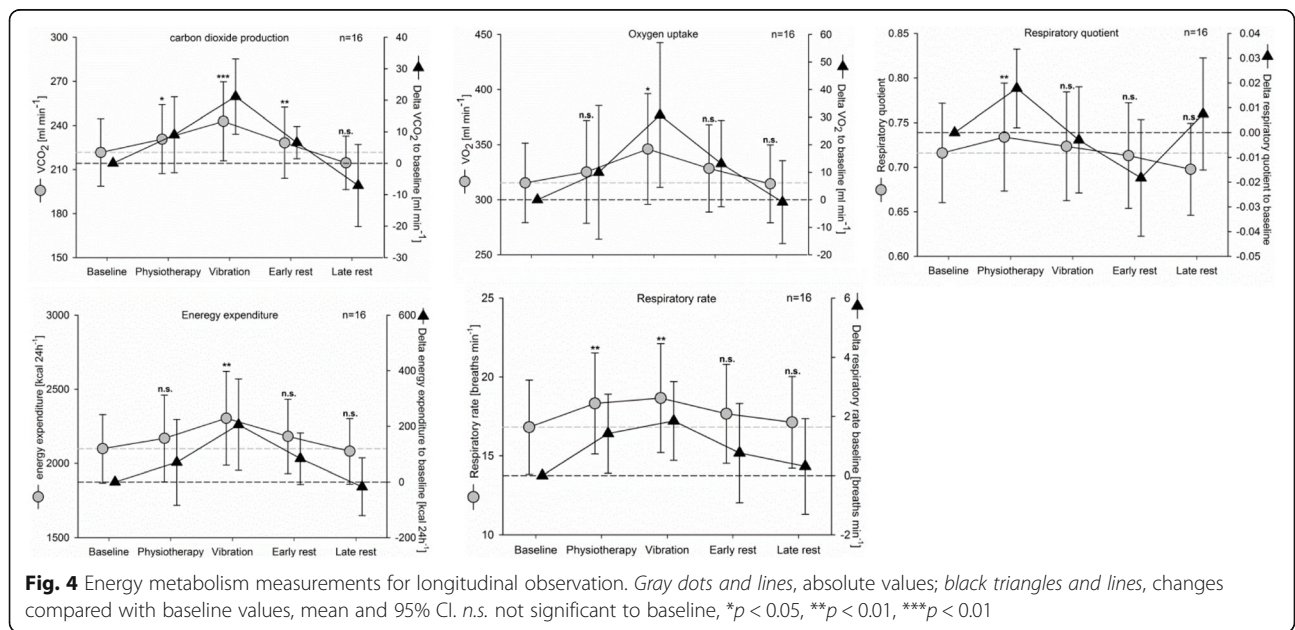 carbon dioxide production
n=16
300
270
240
210
180
150
VCO2 [ml min-1]
40
30
20
10
0
-10
-20
-30
Delta VCO2 to baseline [ml min-1]
*
***
**
n.s.
Baseline Physiotherapy Vibration Early rest Late rest
Oxygen uptake
n=16
450
400
350
300
250
VO2 [ml min-1]
60
50
40
30
20
10
0
-10
-20
Delta VO2 to baseline [ml min-1]
n.s.
*
n.s.
n.s.
Respiratory quotient
n=16
0.85
0.80
0.75
0.70
0.65
0.60
Respiratory quotient
0.04
0.03
0.02
0.01
0.00
-0.01
-0.02
-0.03
-0.04
-0.05
Delta respiratory quotient to baseline
**
n.s.
n.s.
n.s.
Baseline Physiotherapy Vibration Early rest Late rest
Eneregy expenditure
n=16
3000
2500
2000
1500
energy expenditure [kcal 24h-1]
600
400
200
0
-200
Delta energy expenditure to baseline [kcal 24h-1]
n.s.
**
n.s.
n.s.
Baseline Physiotherapy Vibration Early rest Late rest
Respiratory rate
n=16
25
20
15
10
Respiratory rate [breaths min-1]
6
4
2
0
-2
Delta respiratory rate baseline [breaths min-1]
**
**
n.s.
n.s.
Baseline Physiotherapy Vibration Early rest Late rest
Fig. 4 Energy metabolism measurements for longitudinal observation. Gray dots and lines, absolute values; black triangles and lines, changes
compared with baseline values, mean and 95% CI. n.s. not significant to baseline, *p < 0.05, **p < 0.01, ***p < 0.01